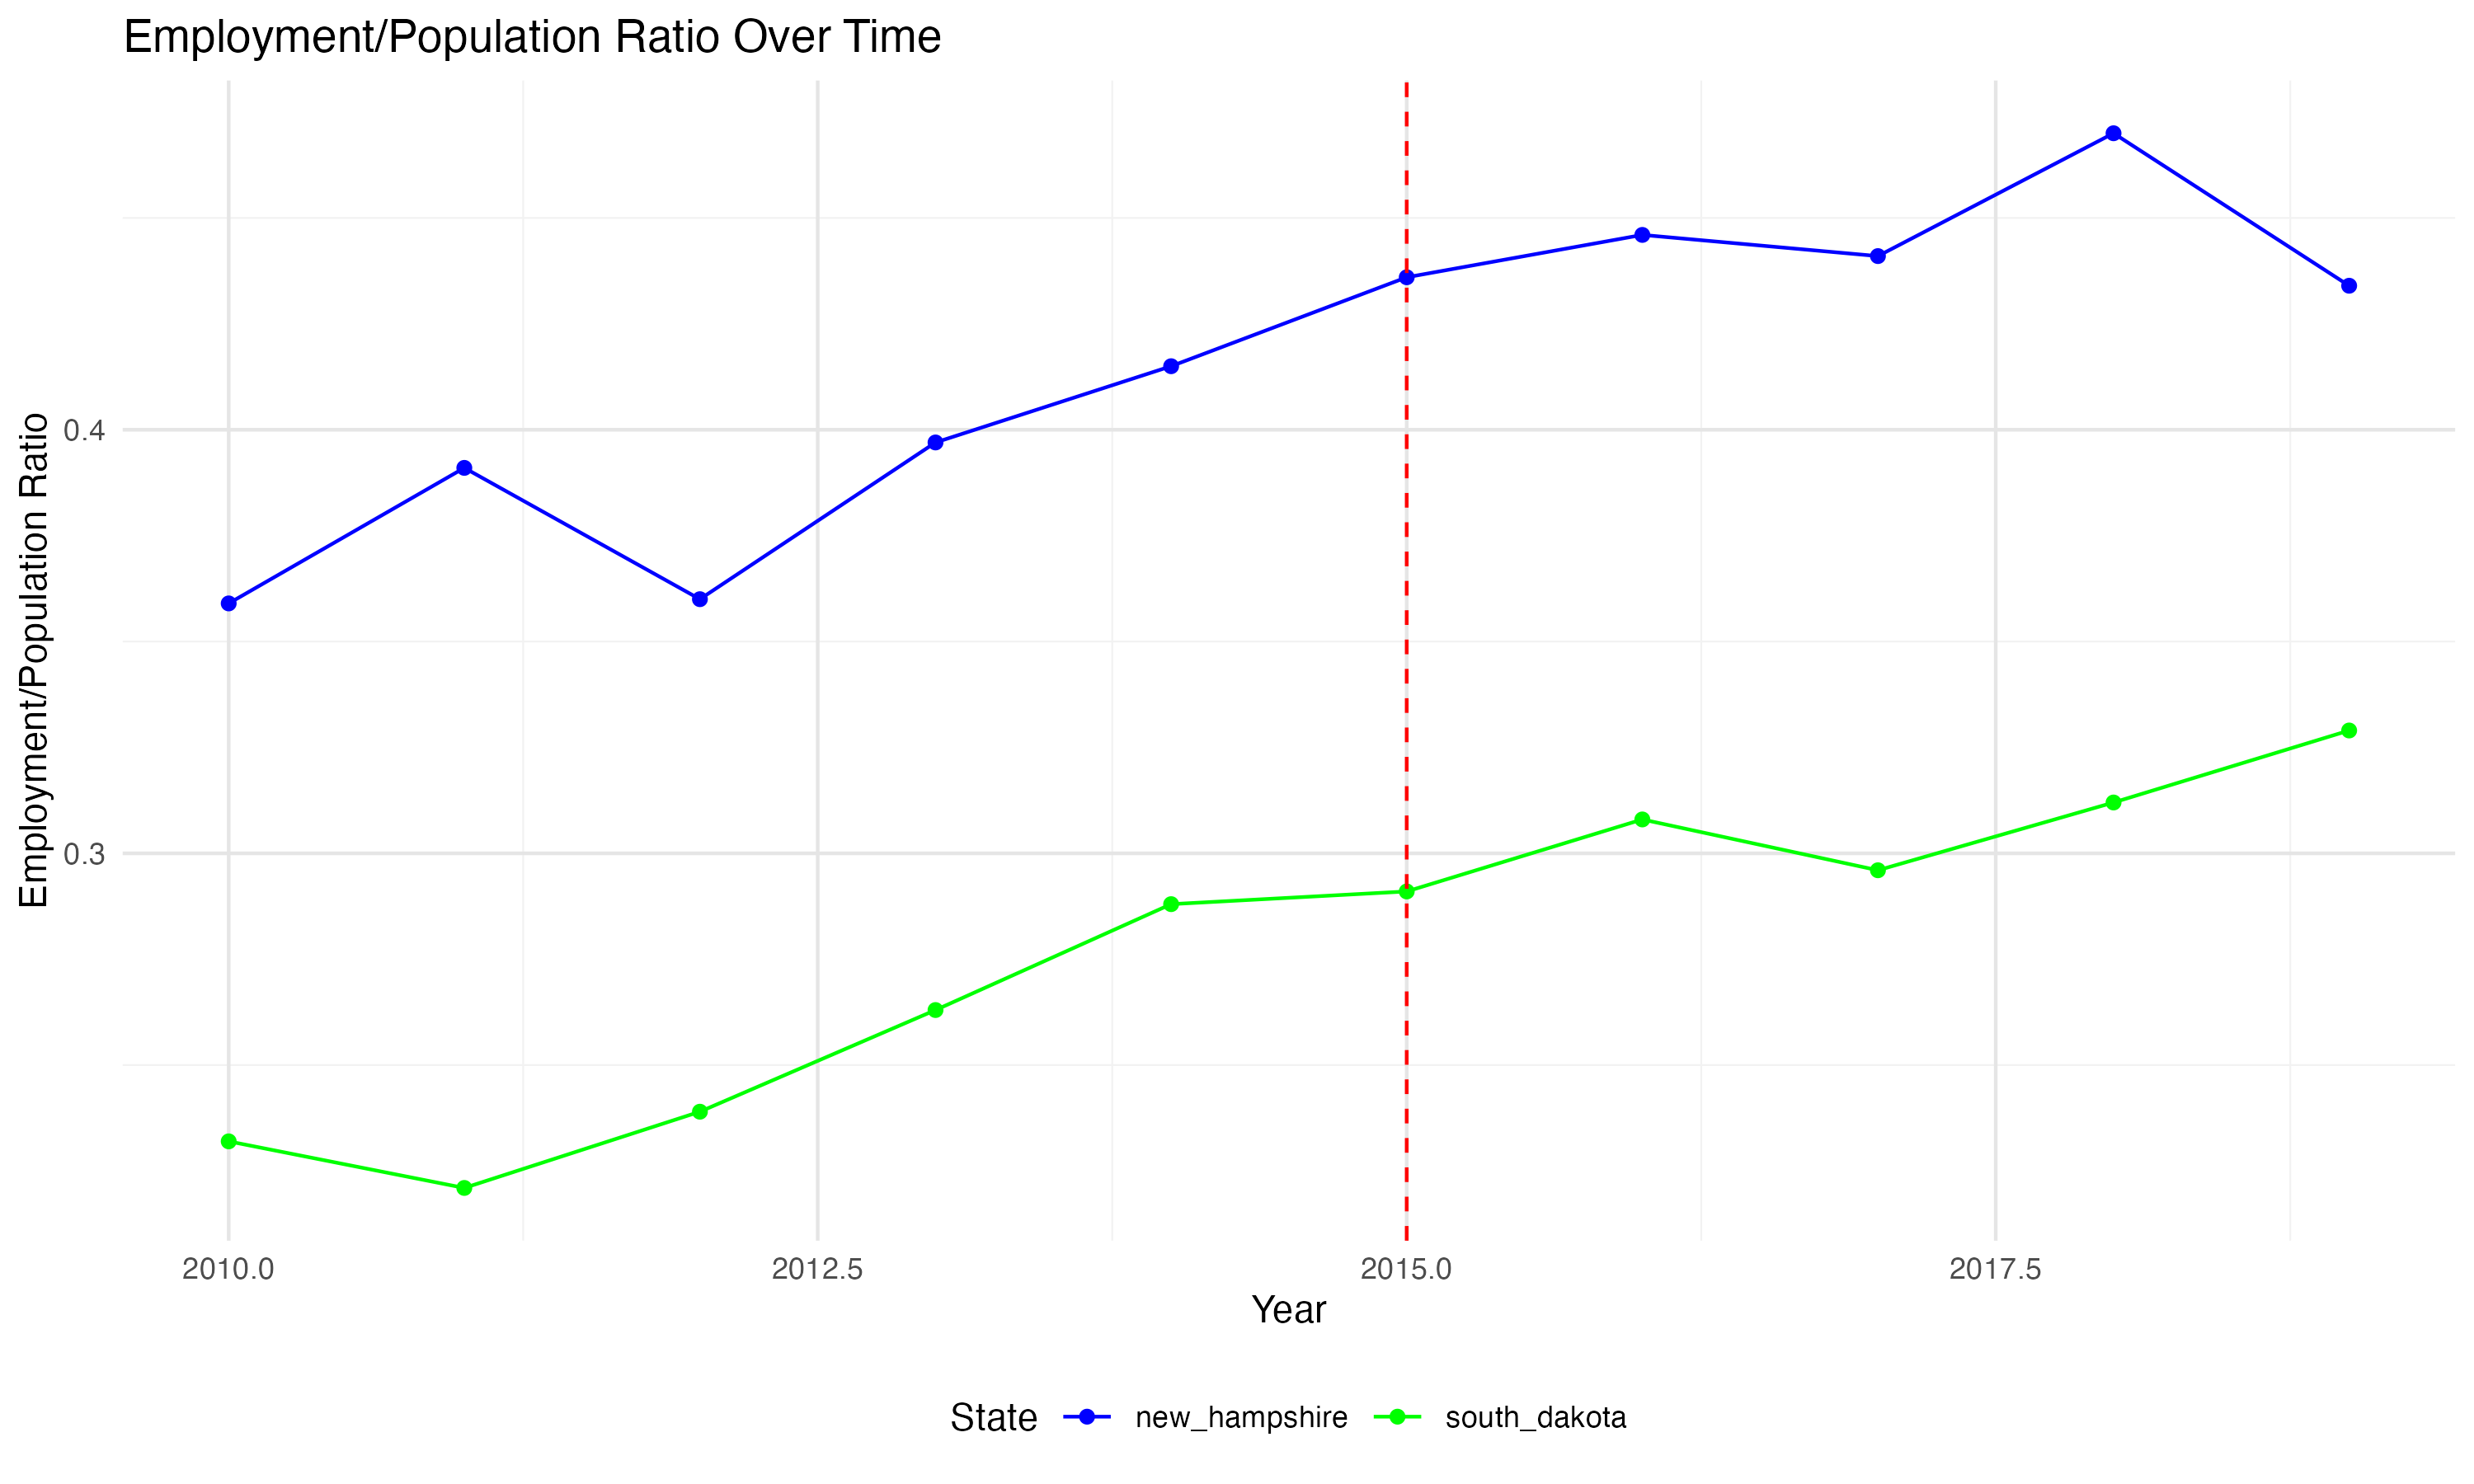 Employment/Population Ratio Over Time
Employment/Population Ratio
0.4
0.3
2010.0 2012.5 2015.0 2017.5
Year
State new_hampshire south_dakota